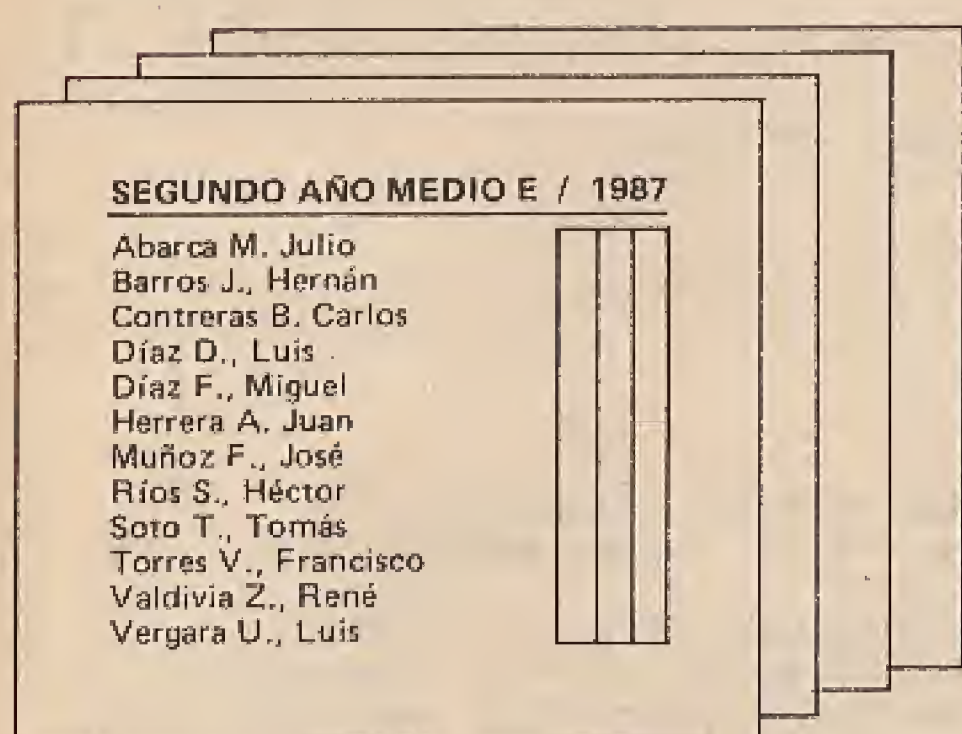 SEGUNDO AÑO MEDIO E / 1987
Abarca M. Julio
Barros J., Hernán
Contreras B. Carlos
Díaz D., Luis
Díaz F., Miguel
Herrera A. Juan
Muñoz F., José
Ríos S., Héctor
Soto T., Tomás
Torres V., Francisco
Valdivia Z., René
Vergara U., Luis